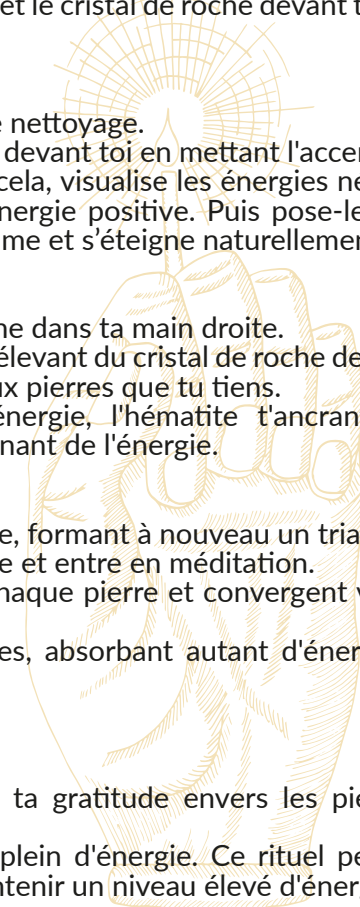 et le cristal de roche devant t
e nettoyage.
devant toi en mettant l'accen
cela, visualise les énergies ne
nergie positive. Puis pose-le
me et s'éteigne naturellemen
ne dans ta main droite.
élevant du cristal de roche de
ux pierres que tu tiens.
énergie, l'hématite t'ancran
nant de l'énergie.
e, formant à nouveau un tria
e et entre en méditation.
haque pierre et convergent v
es, absorbant autant d'éner
ta gratitude envers les pie
plein d'énergie. Ce rituel pe
ntenir un niveau élevé d'éner